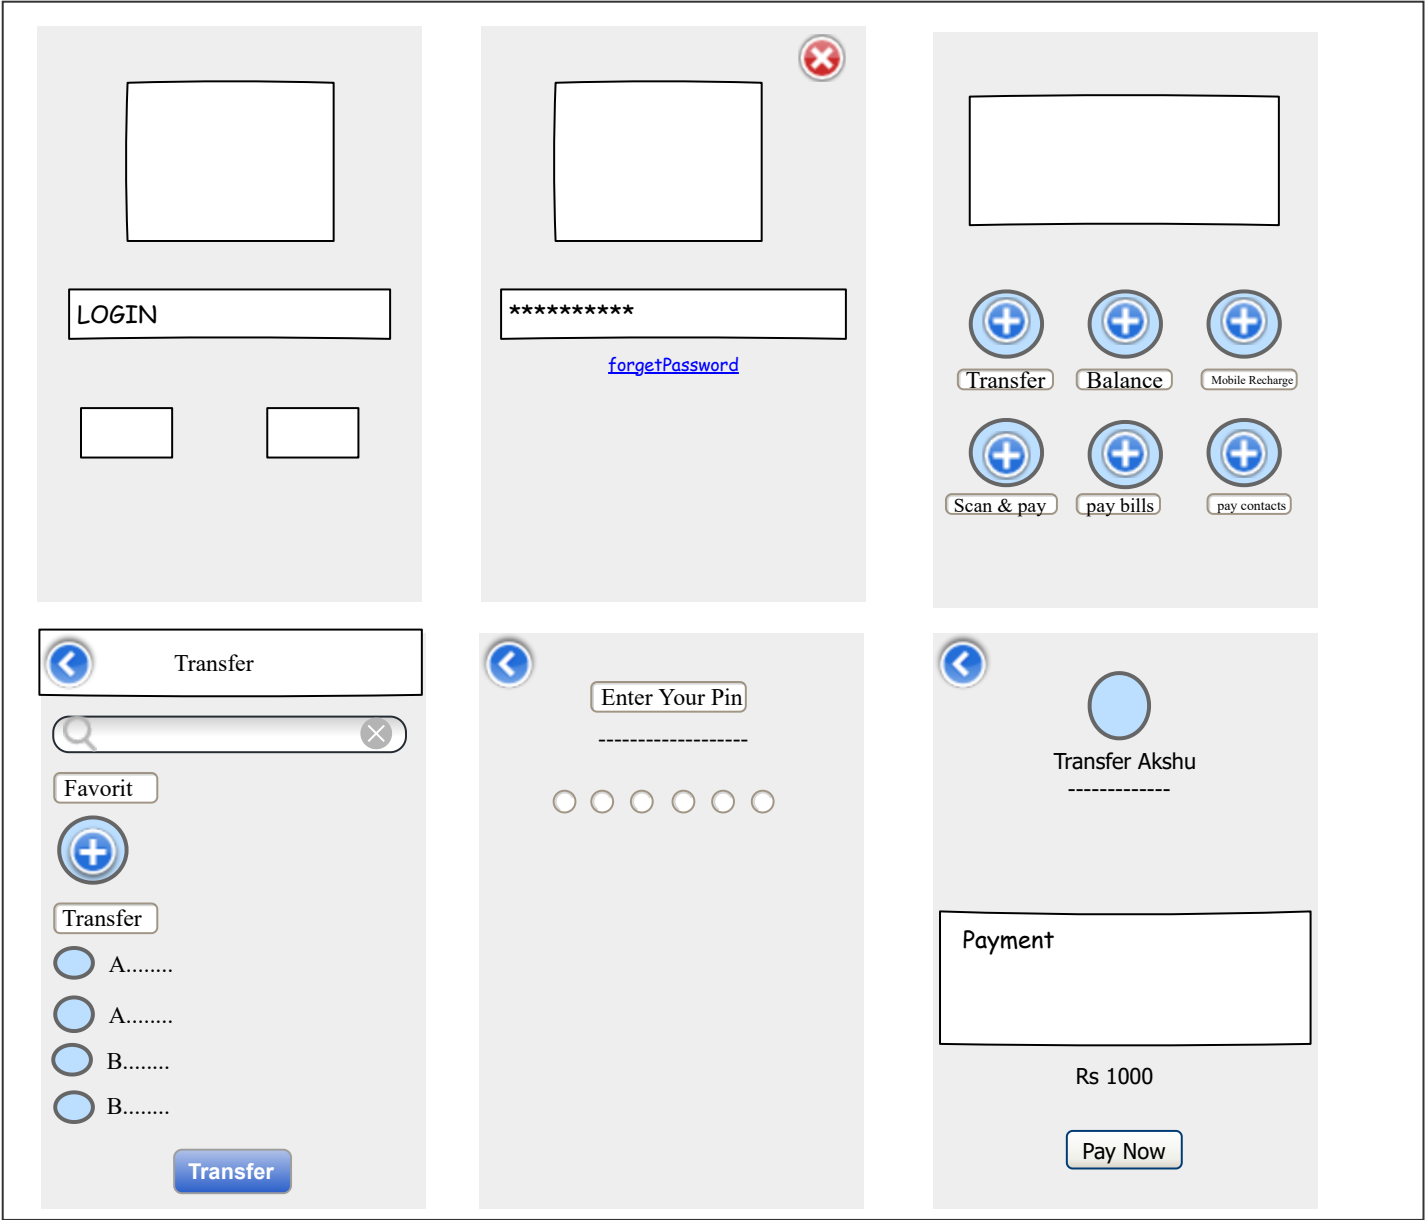 LOGIN
**********
forgetPassword
Transfer
Balance
Mobile Recharge
Scan & pay
pay bills
pay contacts
Transfer
Favorit
Transfer
A........
A........
B........
B........
Transfer
Enter Your Pin
-------------------
Transfer Akshu
-------------
Payment
Rs 1000
Pay Now